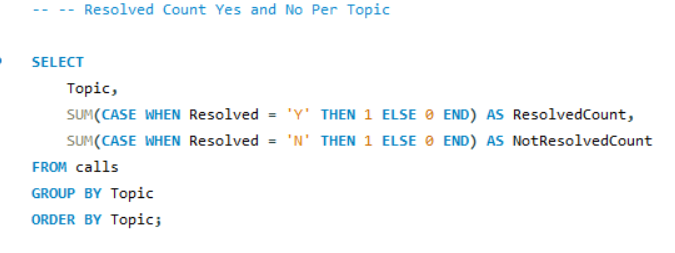 -- -- Resolved Count Yes and No Per Topic
SELECT
Topic,
SUM(CASE WHEN Resolved = 'Y' THEN 1 ELSE 0 END) AS ResolvedCount,
SUM(CASE WHEN Resolved = 'N' THEN 1 ELSE 0 END) AS NotResolvedCount
FROM calls
GROUP BY Topic
ORDER BY Topic;